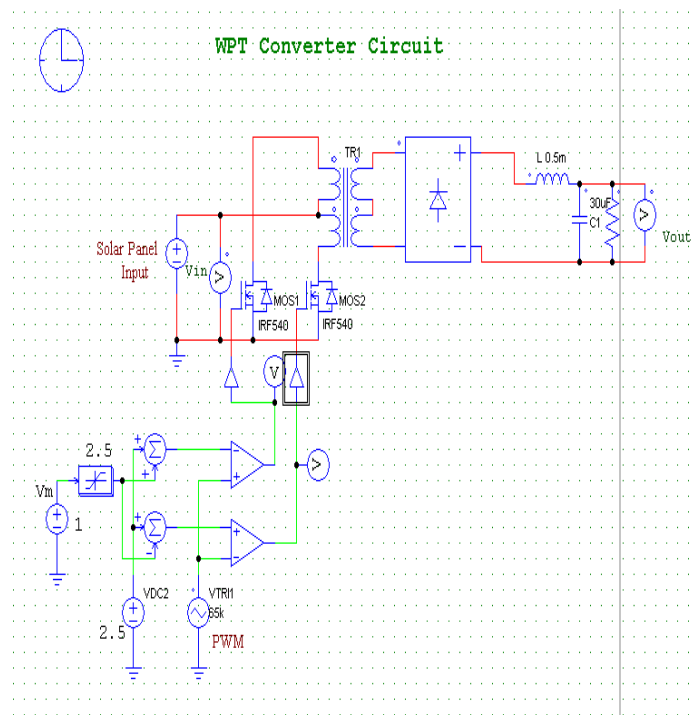 WPT Converter Circuit
TR1
L 0.5m
30uF
C1
Vout
Solar Panel
Input
Vin
MOS1
IRF540
MOS2
IRF540
V
V
V
V
2.5
Vm
1
VDC2
2.5
VTRI1
65k
PWM